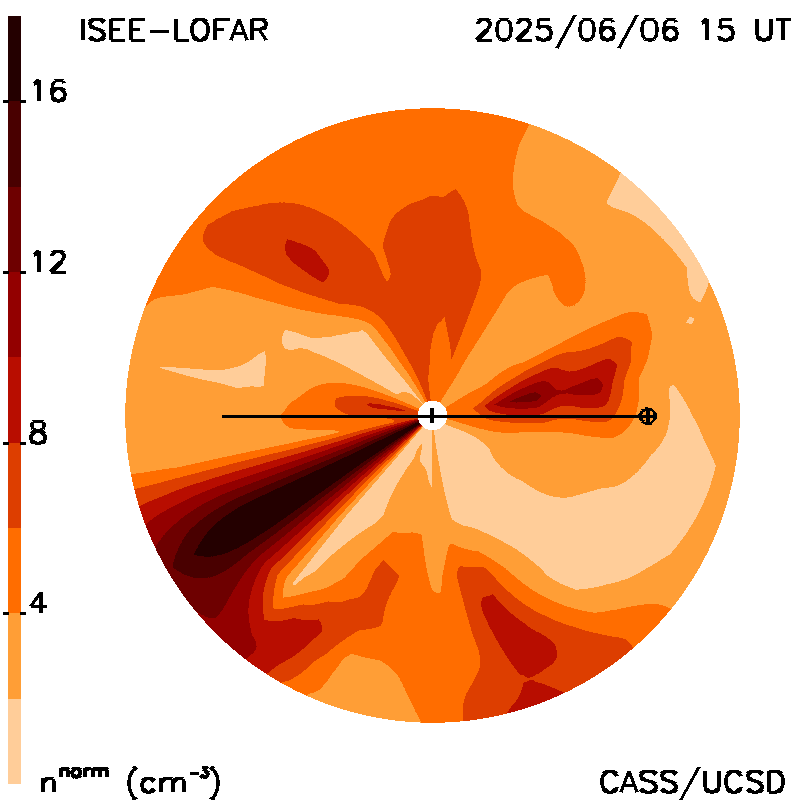 ISEE-LOFAR 2025/06/06 15 UT
16
12
8
4
n^norm (cm^-3) CASS/UCSD